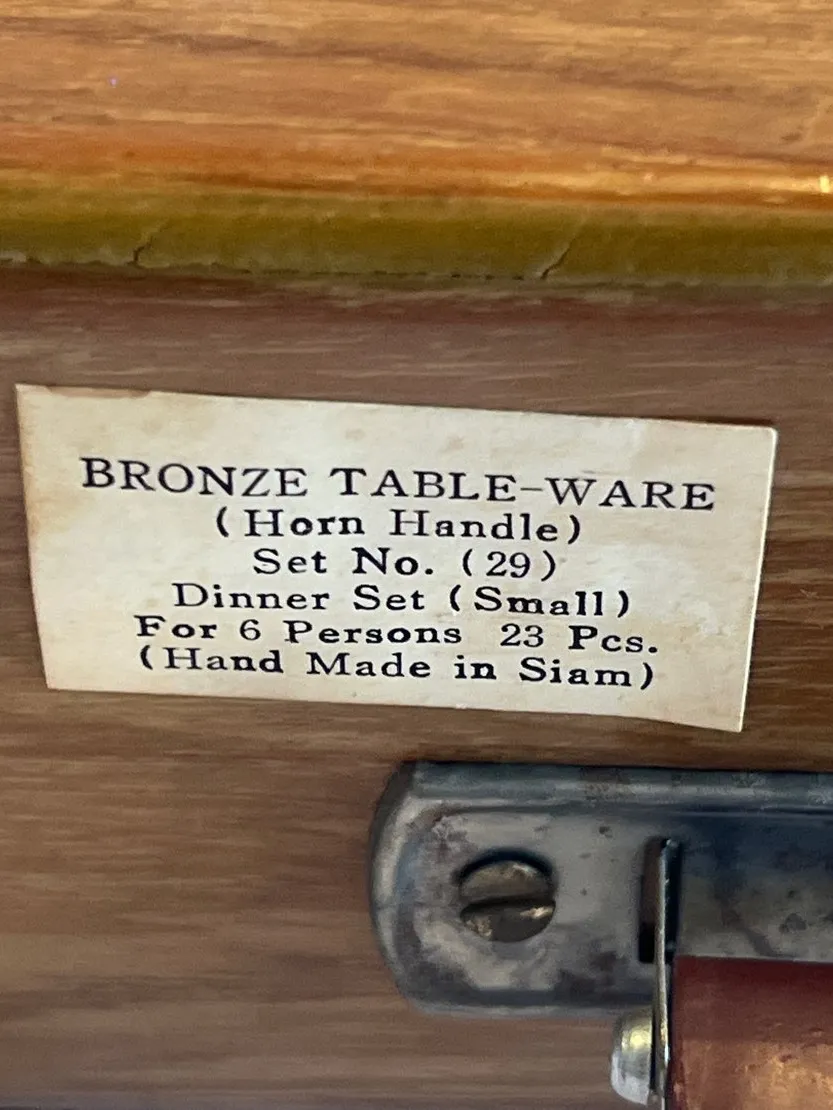 BRONZE TABLE-WARE
(Horn Handle)
Set No. (29)
Dinner Set (Small)
For 6 Persons 23 Pcs.
(Hand Made in Siam)